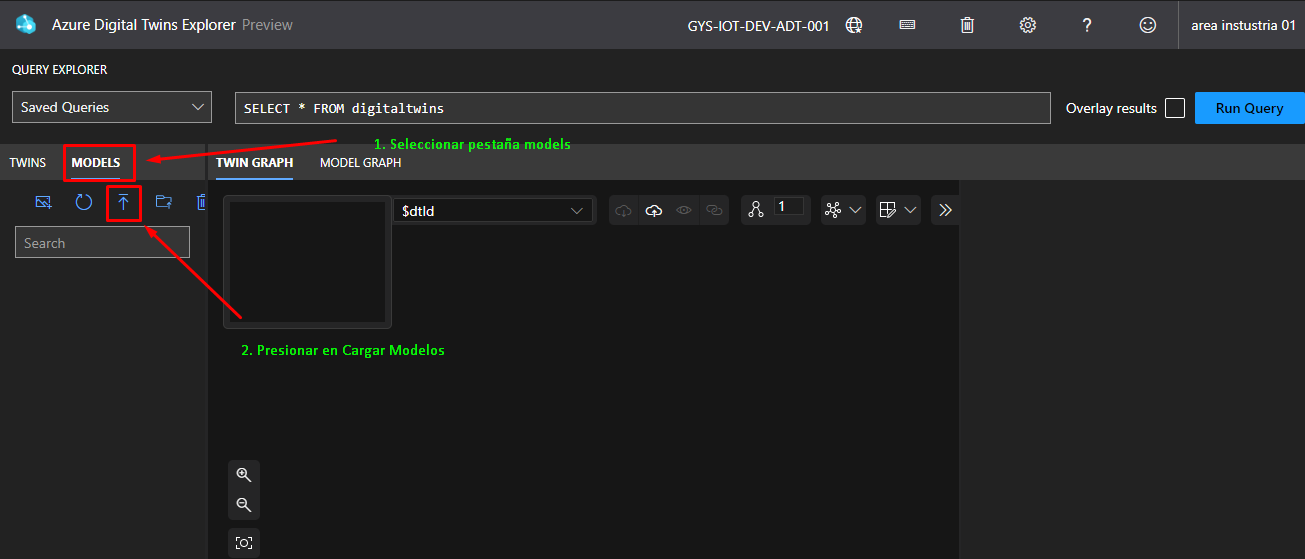 Azure Digital Twins Explorer Preview
GYS-IOT-DEV-ADT-001
area instustria 01
QUERY EXPLORER
Saved Queries
SELECT * FROM digitaltwins
Overlay results
Run Query
1. Seleccionar pestaña models
TWINS
MODELS
TWIN GRAPH
MODEL GRAPH
$dtId
1
Search
2. Presionar en Cargar Modelos